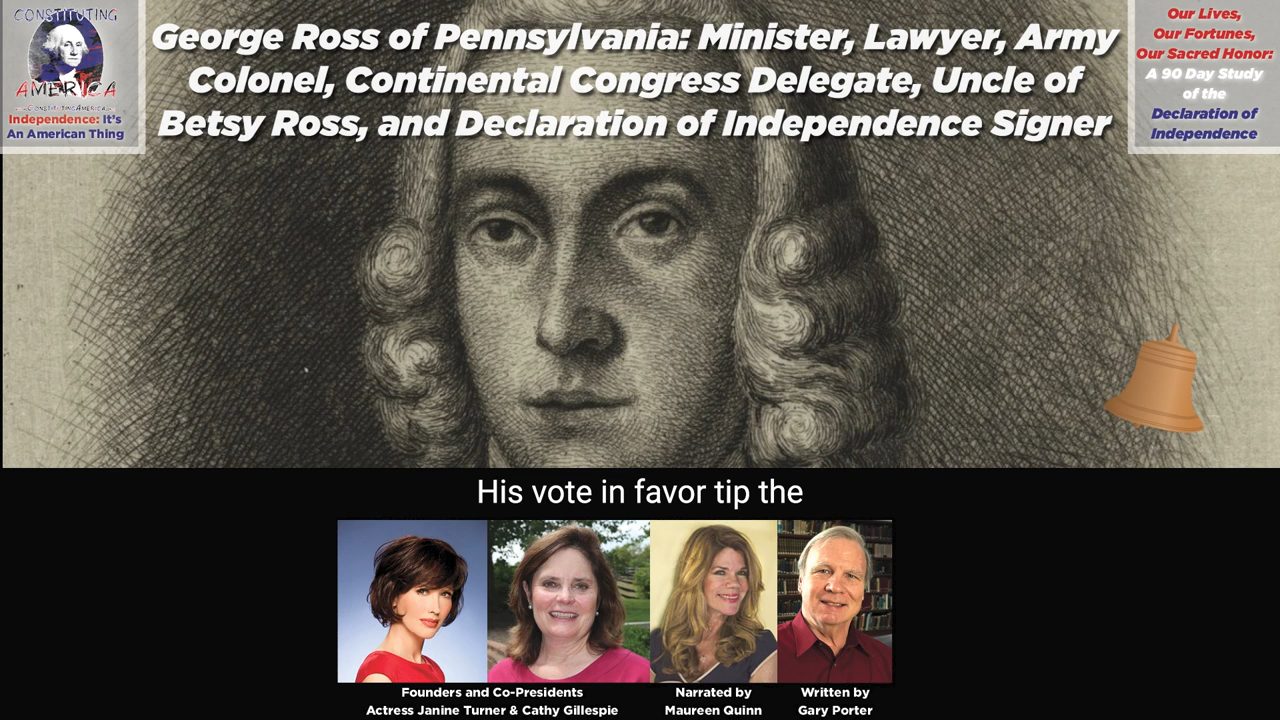 CONSTITUTING
AMERICA
Independence: It's
An American Thing
George Ross of Pennsylvania: Minister, Lawyer, Army
Colonel, Continental Congress Delegate, Uncle of
Betsy Ross, and Declaration of Independence Signer
Our Lives,
Our Fortunes,
Our Sacred Honor:
A 90 Day Study
of the
Declaration of
Independence
His vote in favor tip the
Founders and Co-Presidents
Actress Janine Turner & Cathy Gillespie
Narrated by
Maureen Quinn
Written by
Gary Porter